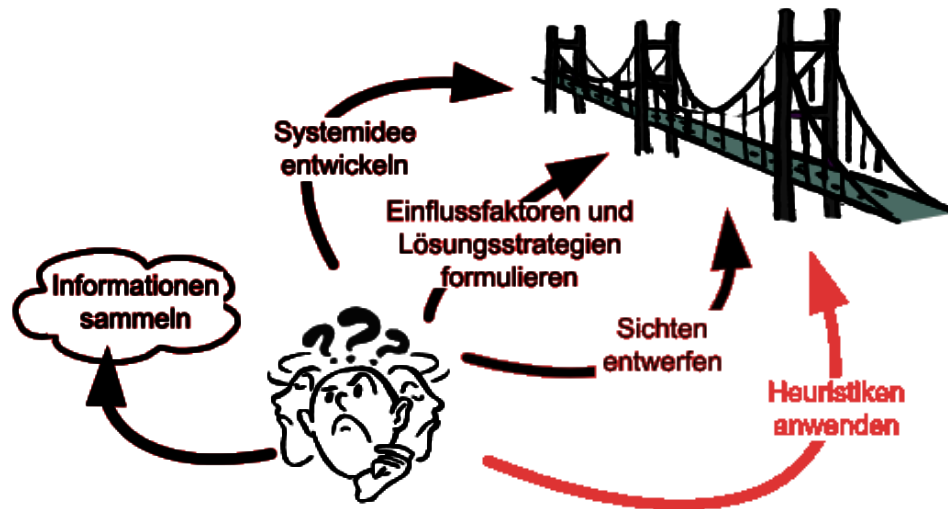 Systemidee
entwickeln
Einflussfaktoren und
Lösungsstrategien
formulieren
Informationen
sammeln
???
Sichten
entwerfen
Heuristiken
anwenden